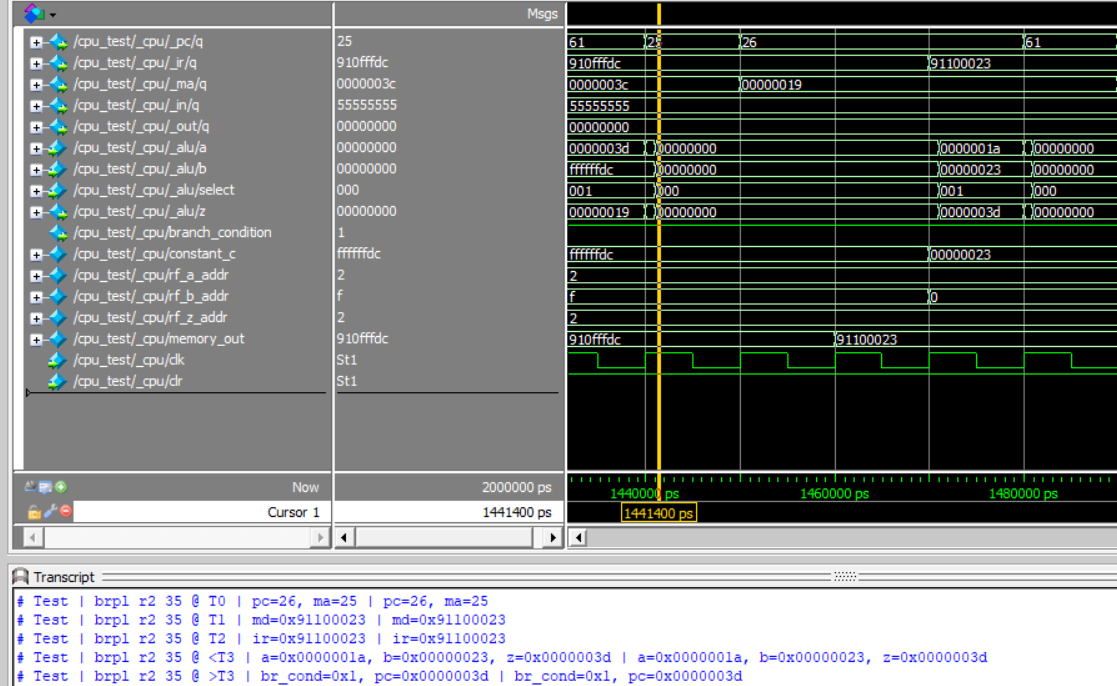 Msgs
/cpu_test/_cpu/_pc/q 25 61 25 26 61
/cpu_test/_cpu/_ir/q 910fffdc 910fffdc 91100023
/cpu_test/_cpu/_ma/q 0000003c 0000003c 00000019
/cpu_test/_cpu/_in/q 55555555 55555555
/cpu_test/_cpu/_out/q 00000000 00000000
/cpu_test/_cpu/_alu/a 00000000 0000003d 00000000 0000001a 00000000
/cpu_test/_cpu/_alu/b 00000000 ffffffdc 00000000 00000023 00000000
/cpu_test/_cpu/_alu/select 000 001 000 001 000
/cpu_test/_cpu/_alu/z 00000000 00000019 00000000 0000003d 00000000
/cpu_test/_cpu/branch_condition 1
/cpu_test/_cpu/constant_c ffffffdc ffffffdc 00000023
/cpu_test/_cpu/rf_a_addr 2 2
/cpu_test/_cpu/rf_b_addr f f 0
/cpu_test/_cpu/rf_z_addr 2 2
/cpu_test/_cpu/memory_out 910fffdc 910fffdc 91100023
/cpu_test/_cpu/clk St1
/cpu_test/_cpu/clr St1
Now 2000000 ps 1440000 ps 1460000 ps 1480000 ps
Cursor 1 1441400 ps 1441400 ps
Transcript
# Test | brpl r2 35 @ T0 | pc=26, ma=25 | pc=26, ma=25
# Test | brpl r2 35 @ T1 | md=0x91100023 | md=0x91100023
# Test | brpl r2 35 @ T2 | ir=0x91100023 | ir=0x91100023
# Test | brpl r2 35 @ <T3 | a=0x0000001a, b=0x00000023, z=0x0000003d | a=0x0000001a, b=0x00000023, z=0x0000003d
# Test | brpl r2 35 @ >T3 | br_cond=0x1, pc=0x0000003d | br_cond=0x1, pc=0x0000003d